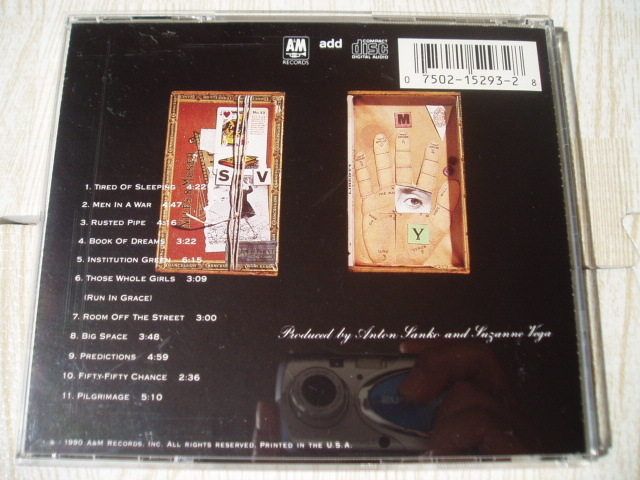 A&M
RECORDS
add
COMPACT
disc
DIGITAL AUDIO
0 7502-15293-2 8
S V
M
Y
1. TIRED OF SLEEPING 4:22
2. MEN IN A WAR 4:47
3. RUSTED PIPE 4:16
4. BOOK OF DREAMS 3:22
5. INSTITUTION GREEN 6:15
6. THOSE WHOLE GIRLS 3:09
(RUN IN GRACE)
7. ROOM OFF THE STREET 3:00
8. BIG SPACE 3:48
9. PREDICTIONS 4:59
10. FIFTY-FIFTY CHANCE 2:36
11. PILGRIMAGE 5:10
Produced by Anton Sanko and Suzanne Vega
1990 A&M RECORDS, INC. ALL RIGHTS RESERVED. PRINTED IN THE U.S.A.